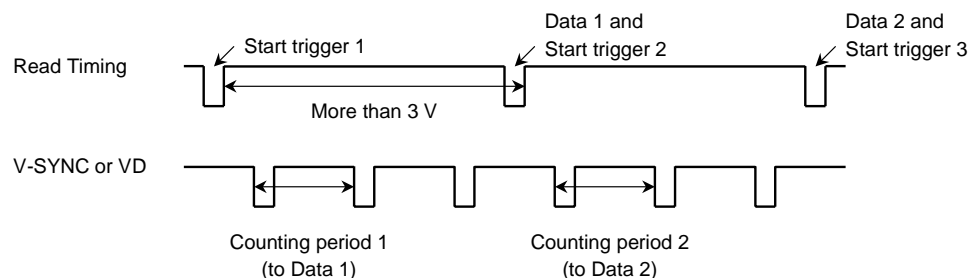 Data 1 and
Data 2 and
Start trigger 1
Start trigger 2
Start trigger 3
Read Timing
More than 3 V
V-SYNC or VD
Counting period 1
(to Data 1)
Counting period 2
(to Data 2)